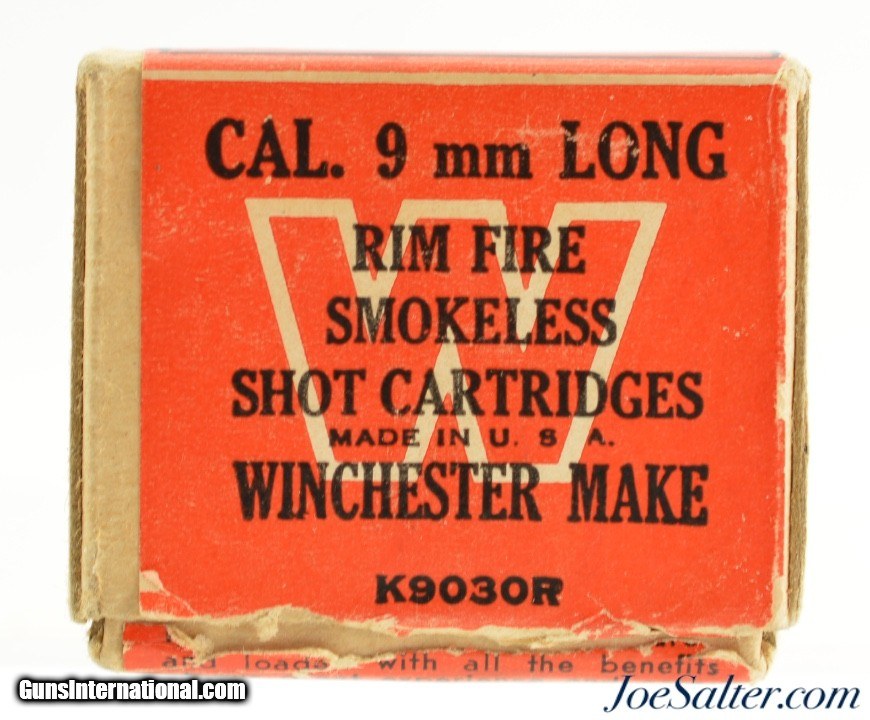 CAL. 9 mm LONG
RIM FIRE
SMOKELESS
SHOT CARTRIDGES
MADE IN U. S A.
WINCHESTER MAKE
K9030R
and loads with all the benefits
GunsInternational.com
JoeSalter.com